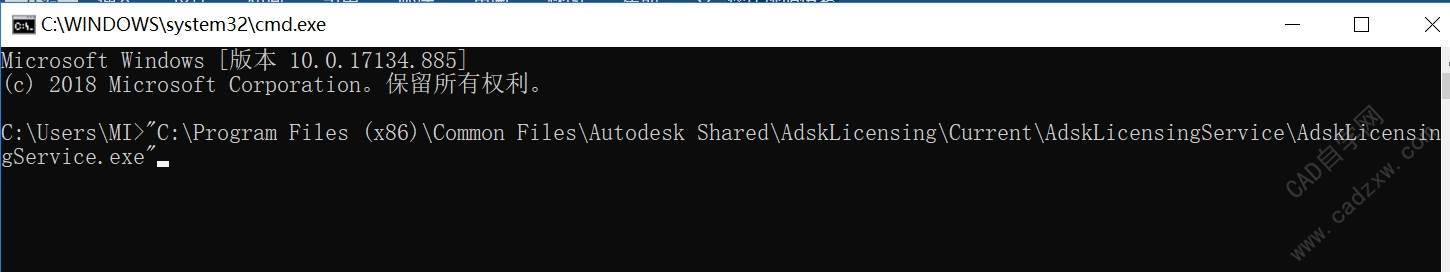 C:\WINDOWS\system32\cmd.exe
Microsoft Windows [版本 10.0.17134.885]
(c) 2018 Microsoft Corporation。保留所有权利。
C:\Users\MI>"C:\Program Files (x86)\Common Files\Autodesk Shared\AdskLicensing\Current\AdskLicensingService\AdskLicensin
gService.exe"
CAD自学网
www.cadzxw.com